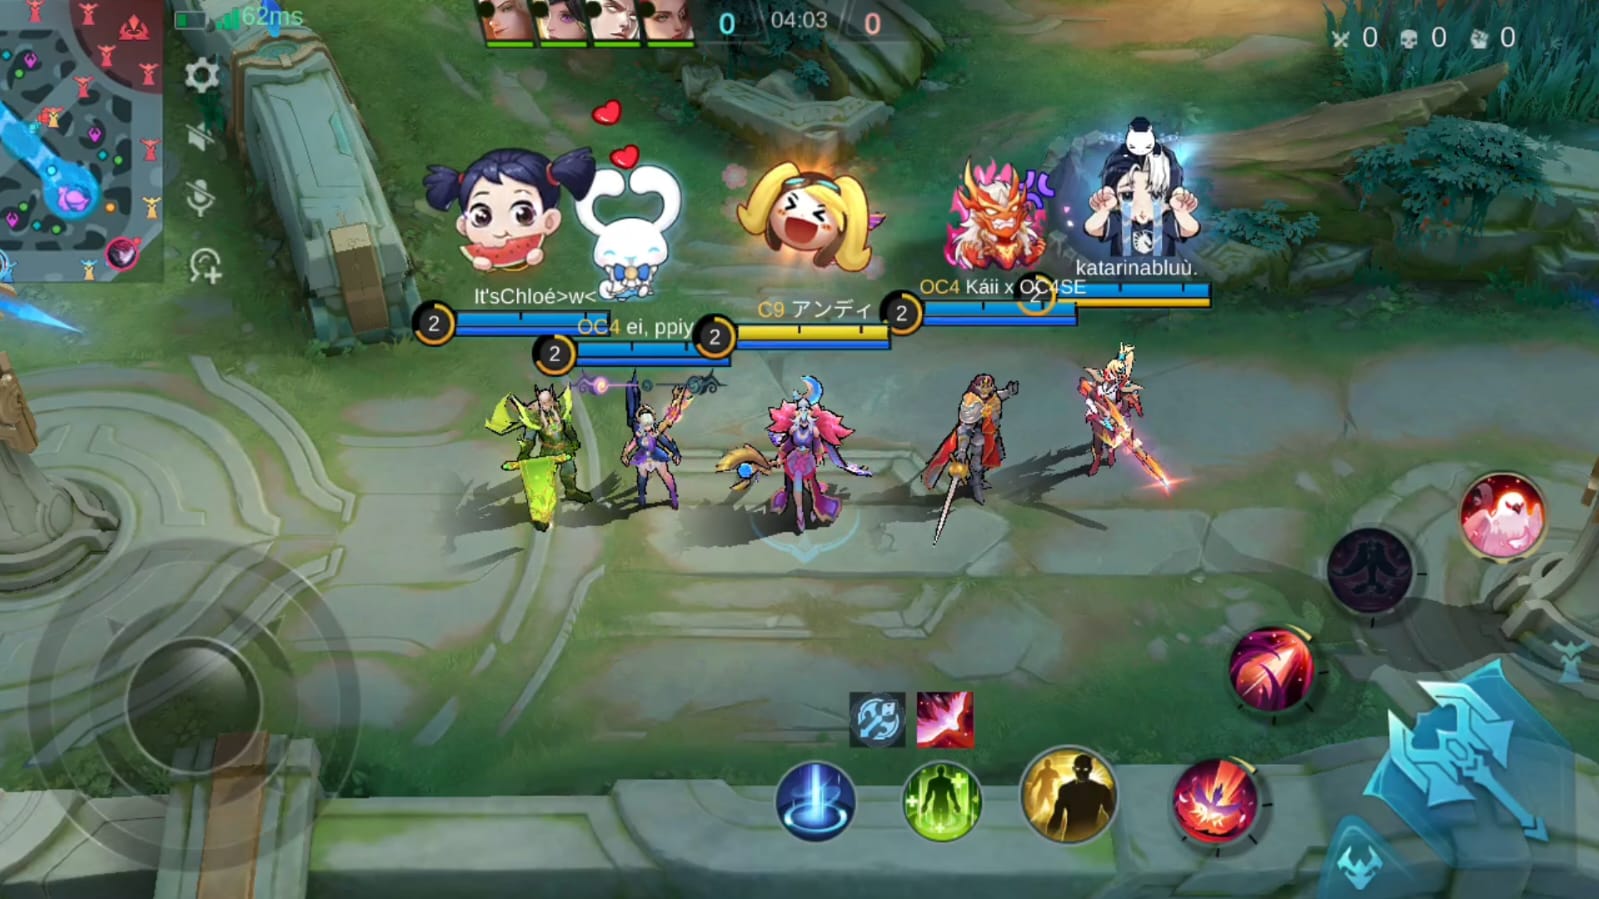 62ms
0 04:03 0
0 0 0
katarinabluù.
OC4 Káii x OC4SE
It'sChloé>w<
C9 アンディ
OC4 ei, ppiy
2
2
2
2
2